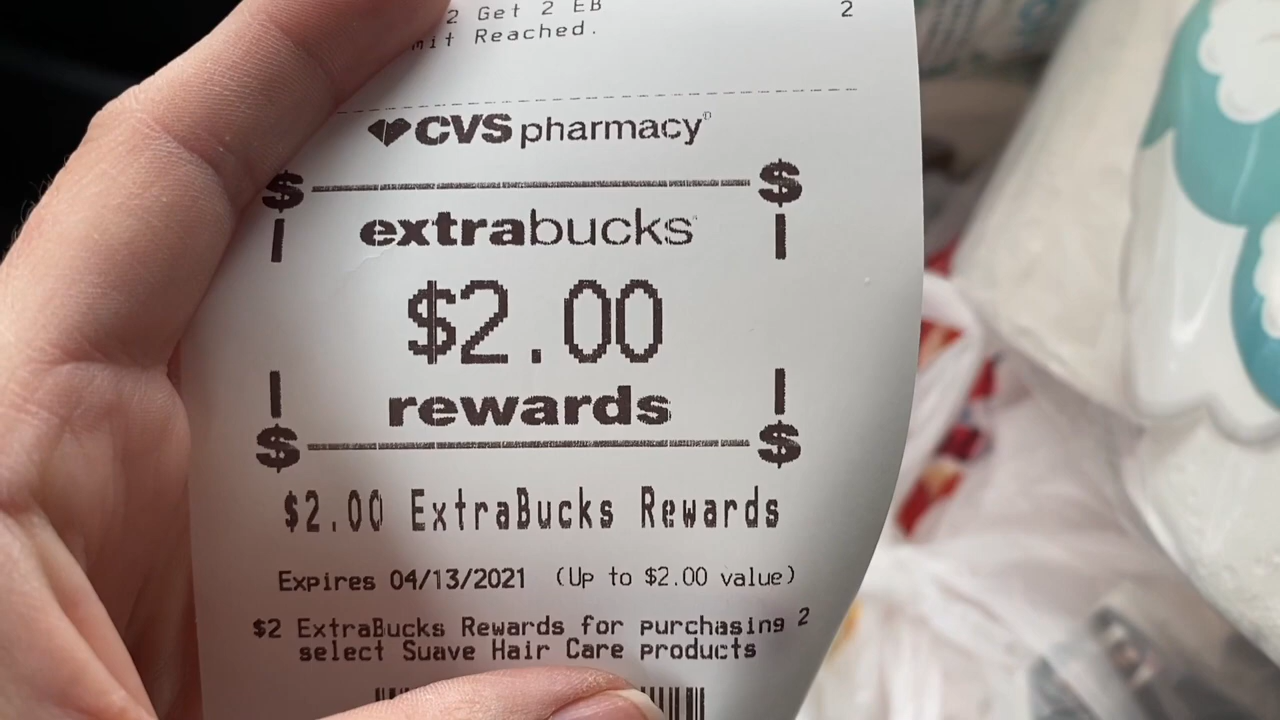 2 Get 2 EB 2
mit Reached.
CVS pharmacy
$ $
extrabucks
$2.00
rewards
$ $
$2.00 ExtraBucks Rewards
Expires 04/13/2021 (Up to $2.00 value)
$2 ExtraBucks Rewards for purchasing 2
select Suave Hair Care products